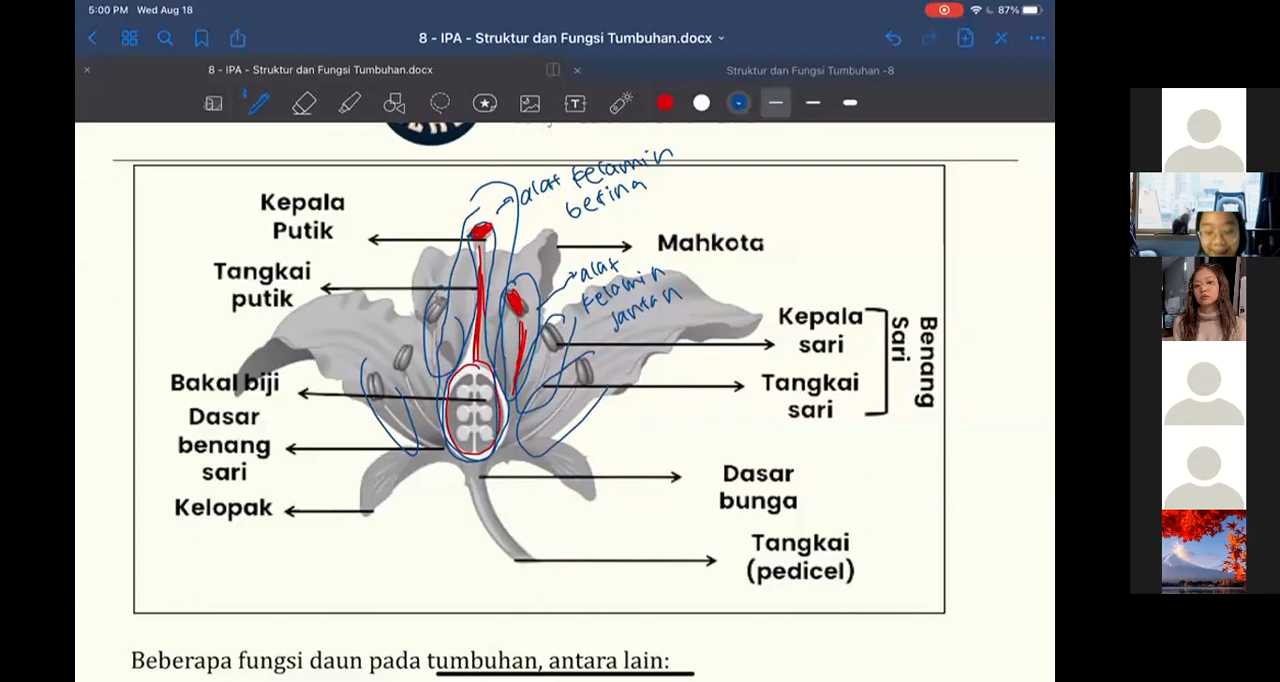 5:00 PM Wed Aug 18
87%
8 - IPA - Struktur dan Fungsi Tumbuhan.docx
8 - IPA - Struktur dan Fungsi Tumbuhan.docx
Struktur dan Fungsi Tumbuhan -8
Kepala
Putik
alat kelamin
betina
Mahkota
Tangkai
putik
alat
kelamin
jantan
Kepala
sari
Benang
Sari
Bakal biji
Tangkai
sari
Dasar
benang
sari
Kelopak
Dasar
bunga
Tangkai
(pedicel)
Beberapa fungsi daun pada tumbuhan, antara lain: